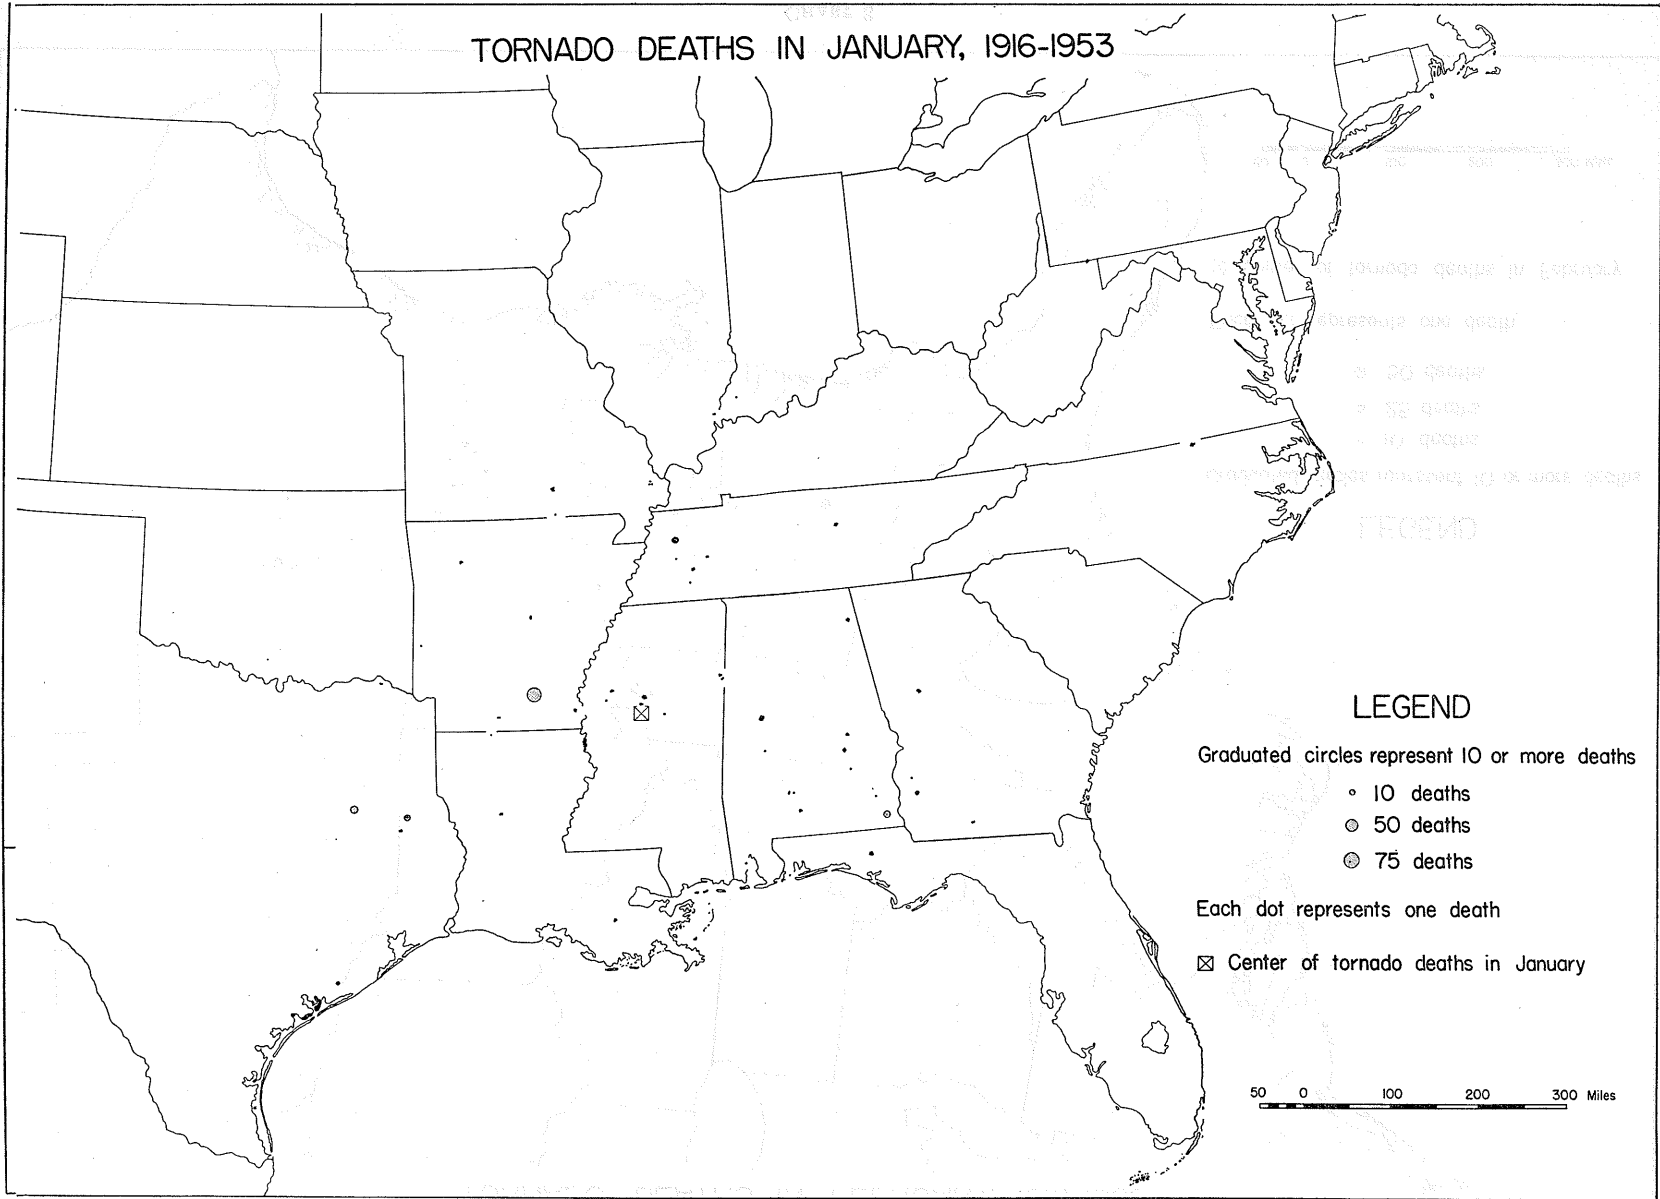 TORNADO DEATHS IN JANUARY, 1916-1953
LEGEND
Graduated circles represent 10 or more deaths
10 deaths
50 deaths
75 deaths
Each dot represents one death
Center of tornado deaths in January
50 0 100 200 300 Miles